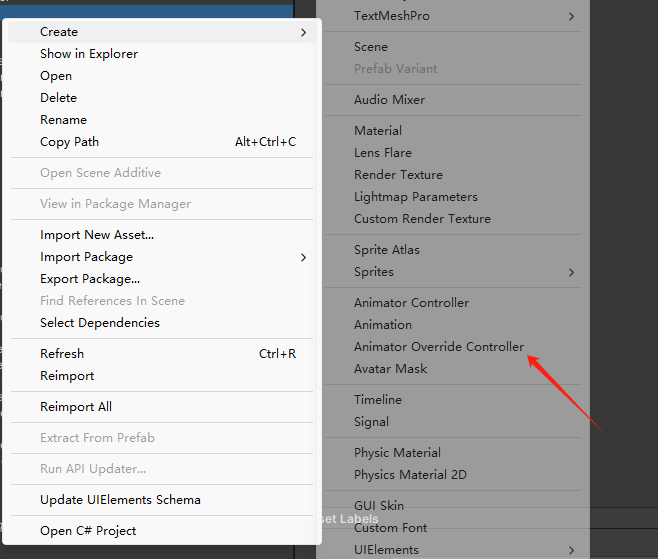 Create
Show in Explorer
Open
Delete
Rename
Copy Path Alt+Ctrl+C
Open Scene Additive
View in Package Manager
Import New Asset...
Import Package
Export Package...
Find References In Scene
Select Dependencies
Refresh Ctrl+R
Reimport
Reimport All
Extract From Prefab
Run API Updater...
Update UIElements Schema
Open C# Project
TextMeshPro
Scene
Prefab Variant
Audio Mixer
Material
Lens Flare
Render Texture
Lightmap Parameters
Custom Render Texture
Sprite Atlas
Sprites
Animator Controller
Animation
Animator Override Controller
Avatar Mask
Timeline
Signal
Physic Material
Physics Material 2D
GUI Skin
set Labels
Custom Font
UIElements